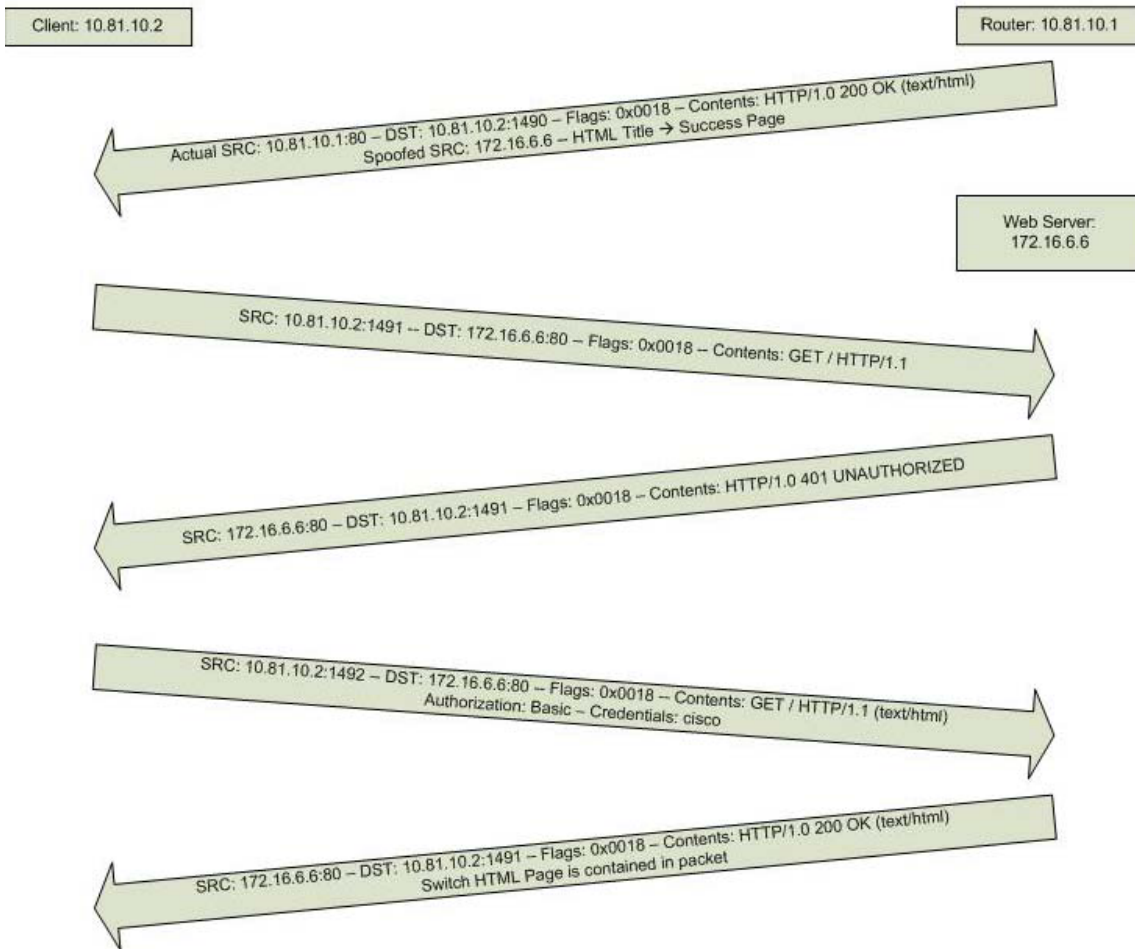 Client: 10.81.10.2
Router: 10.81.10.1
Actual SRC: 10.81.10.1:80 – DST: 10.81.10.2:1490 – Flags: 0x0018 – Contents: HTTP/1.0 200 OK (text/html)
Spoofed SRC: 172.16.6.6 -- HTML Title → Success Page
Web Server:
172.16.6.6
SRC: 10.81.10.2:1491 -- DST: 172.16.6.6:80 – Flags: 0x0018 – Contents: GET / HTTP/1.1
SRC: 172.16.6.6:80 – DST: 10.81.10.2:1491 – Flags: 0x0018 – Contents: HTTP/1.0 401 UNAUTHORIZED
SRC: 10.81.10.2:1492 – DST: 172.16.6.6:80 – Flags: 0x0018 – Contents: GET / HTTP/1.1 (text/html)
Authorization: Basic – Credentials: cisco
SRC: 172.16.6.6:80 – DST: 10.81.10.2:1491 – Flags: 0x0018 – Contents: HTTP/1.0 200 OK (text/html)
Switch HTML Page is contained in packet